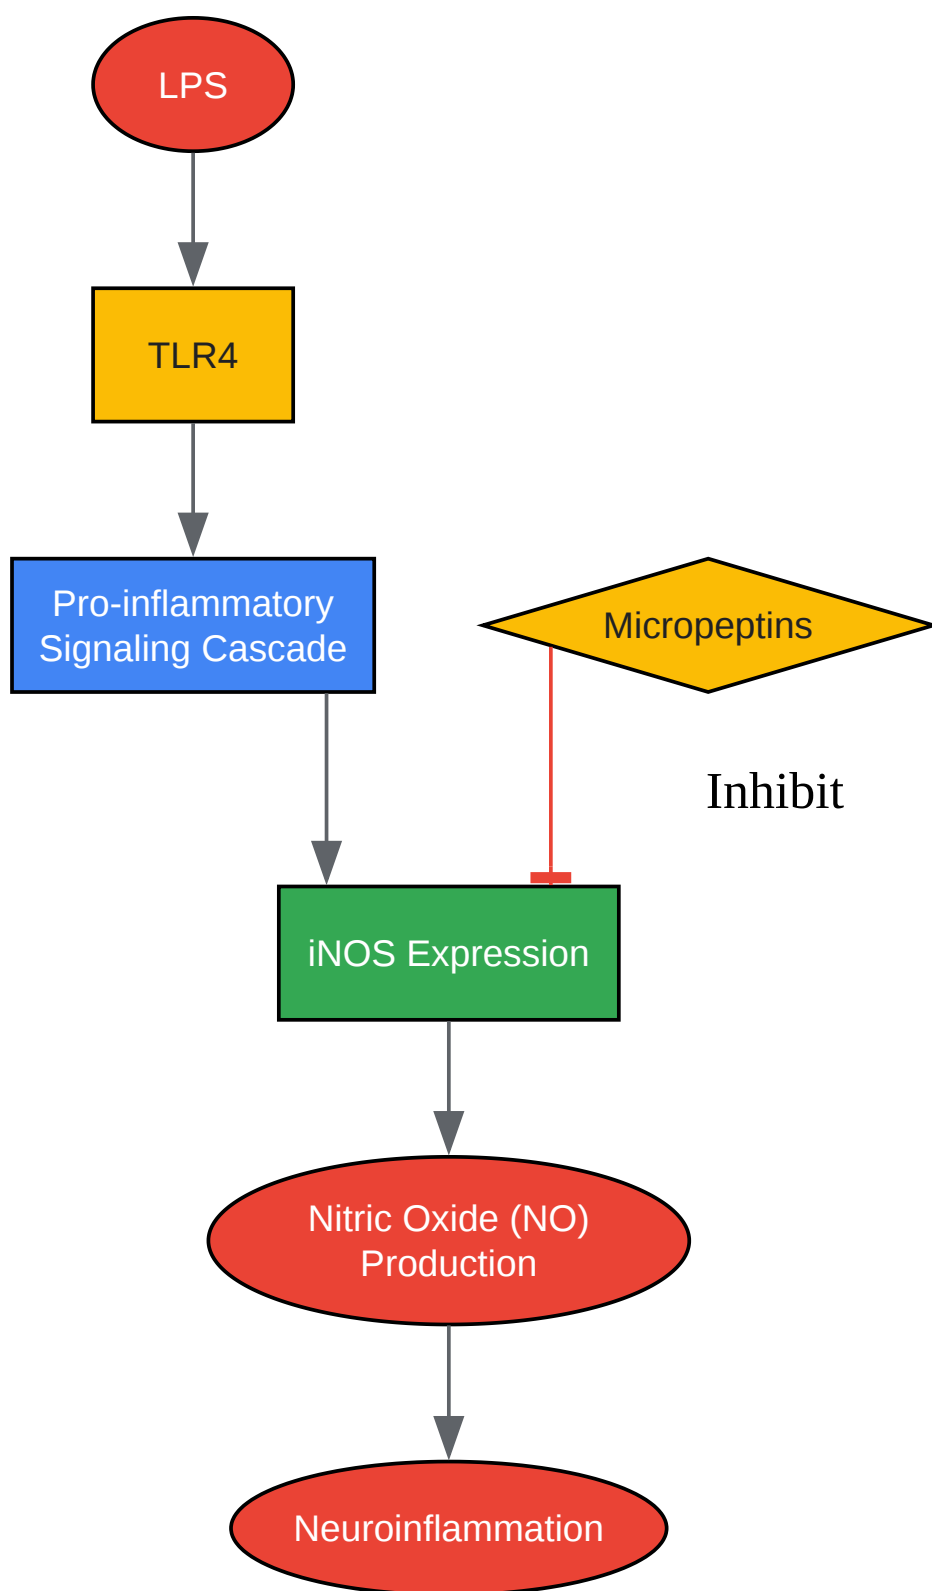 LPS
TLR4
Pro-inflammatory
Signaling Cascade
Micropeptins
Inhibit
iNOS Expression
Nitric Oxide (NO)
Production
Neuroinflammation